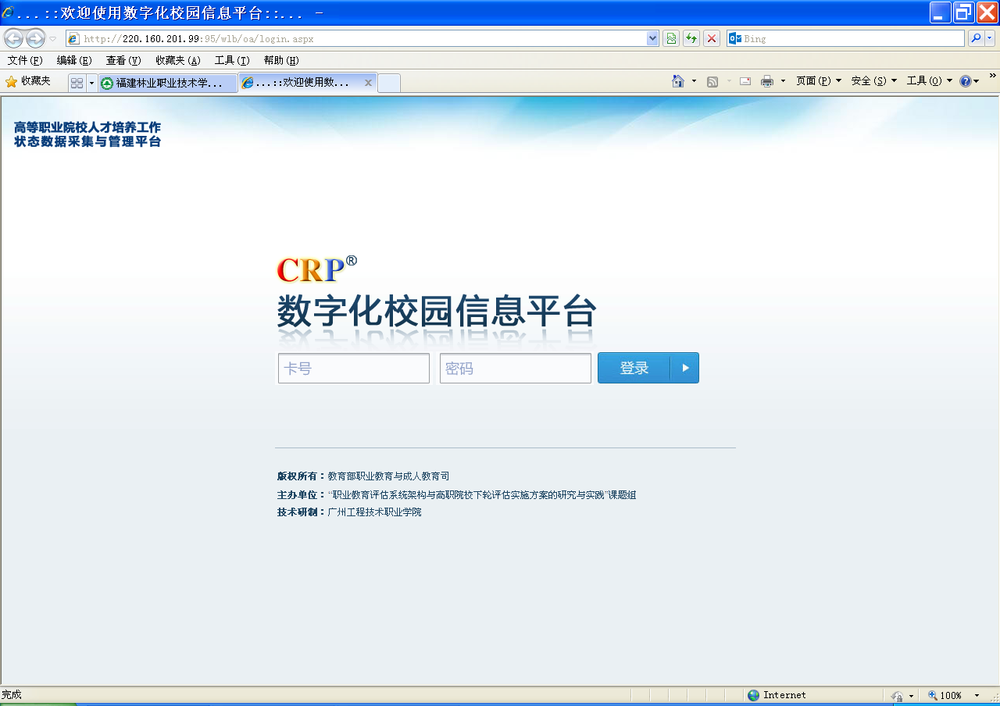 ...::欢迎使用数字化校园信息平台::... -
http://220.160.201.99:95/wlb/oa/login.aspx
Bing
文件(F) 编辑(E) 查看(V) 收藏夹(A) 工具(T) 帮助(H)
收藏夹 福建林业职业技术学... ...::欢迎使用数... 页面(P) 安全(S) 工具(O)
高等职业院校人才培养工作
状态数据采集与管理平台
CRP®
数字化校园信息平台
卡号 密码 登录
版权所有：教育部职业教育与成人教育司
主办单位：“职业教育评估系统架构与高职院校下轮评估实施方案的研究与实践”课题组
技术研制：广州工程技术职业学院
完成 Internet 100%